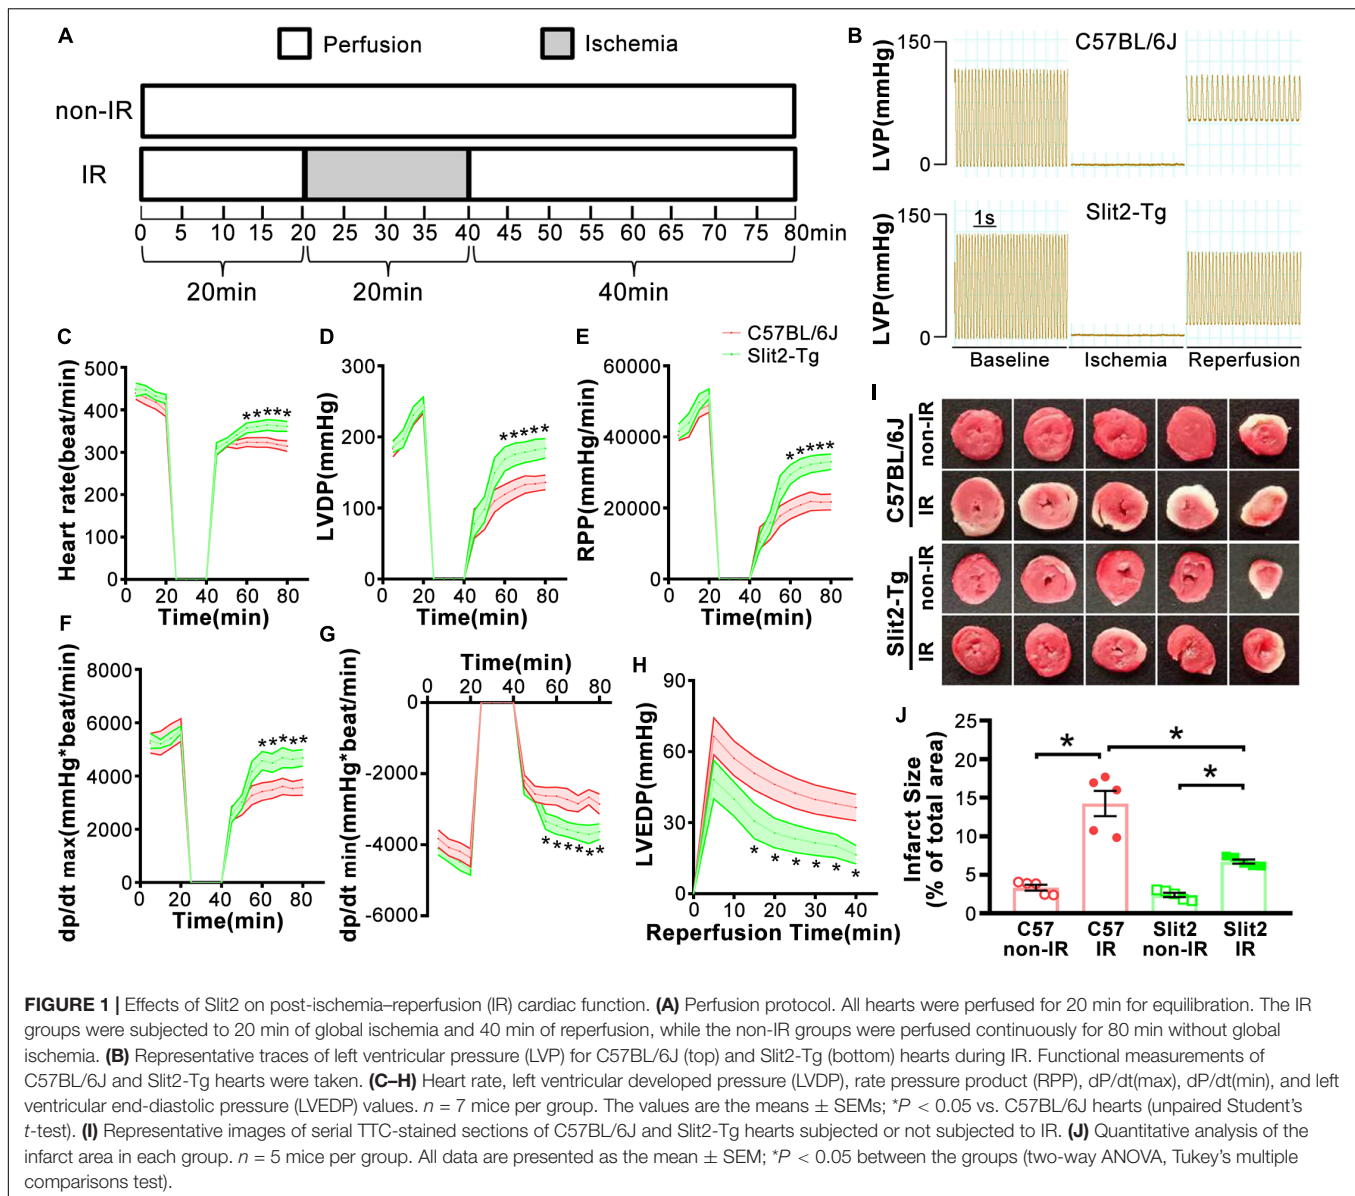 A
Perfusion
Ischemia
non-IR
IR
0 5 10 15 20 25 30 35 40 45 50 55 60 65 70 75 80min
20min 20min 40min
B
C57BL/6J
150
LVP(mmHg)
0
Slit2-Tg
150
1s
LVP(mmHg)
0
Baseline Ischemia Reperfusion
C
Heart rate(beat/min)
500
400
300
200
100
0
*****
0 20 40 60 80
Time(min)
D
LVDP(mmHg)
300
200
100
0
*****
0 20 40 60 80
Time(min)
C57BL/6J
Slit2-Tg
E
RPP(mmHg/min)
60000
40000
20000
0
*****
0 20 40 60 80
Time(min)
F
dp/dt max(mmHg*beat/min)
8000
6000
4000
2000
0
*****
0 20 40 60 80
Time(min)
G
Time(min)
20 40 60 80
dp/dt min(mmHg*beat/min)
0
-2000
-4000
-6000
******
H
LVEDP(mmHg)
90
60
30
0
* * * * * *
0 10 20 30 40
Reperfusion Time(min)
I
C57BL/6J
non-IR
IR
Slit2-Tg
non-IR
IR
J
Infarct Size
(% of total area)
25
20
15
10
5
0
* * *
C57 C57 Slit2 Slit2
non-IR IR non-IR IR
FIGURE 1 | Effects of Slit2 on post-ischemia–reperfusion (IR) cardiac function. (A) Perfusion protocol. All hearts were perfused for 20 min for equilibration. The IR
groups were subjected to 20 min of global ischemia and 40 min of reperfusion, while the non-IR groups were perfused continuously for 80 min without global
ischemia. (B) Representative traces of left ventricular pressure (LVP) for C57BL/6J (top) and Slit2-Tg (bottom) hearts during IR. Functional measurements of
C57BL/6J and Slit2-Tg hearts were taken. (C–H) Heart rate, left ventricular developed pressure (LVDP), rate pressure product (RPP), dP/dt(max), dP/dt(min), and left
ventricular end-diastolic pressure (LVEDP) values. n = 7 mice per group. The values are the means ± SEMs; *P < 0.05 vs. C57BL/6J hearts (unpaired Student's
t-test). (I) Representative images of serial TTC-stained sections of C57BL/6J and Slit2-Tg hearts subjected or not subjected to IR. (J) Quantitative analysis of the
infarct area in each group. n = 5 mice per group. All data are presented as the mean ± SEM; *P < 0.05 between the groups (two-way ANOVA, Tukey's multiple
comparisons test).